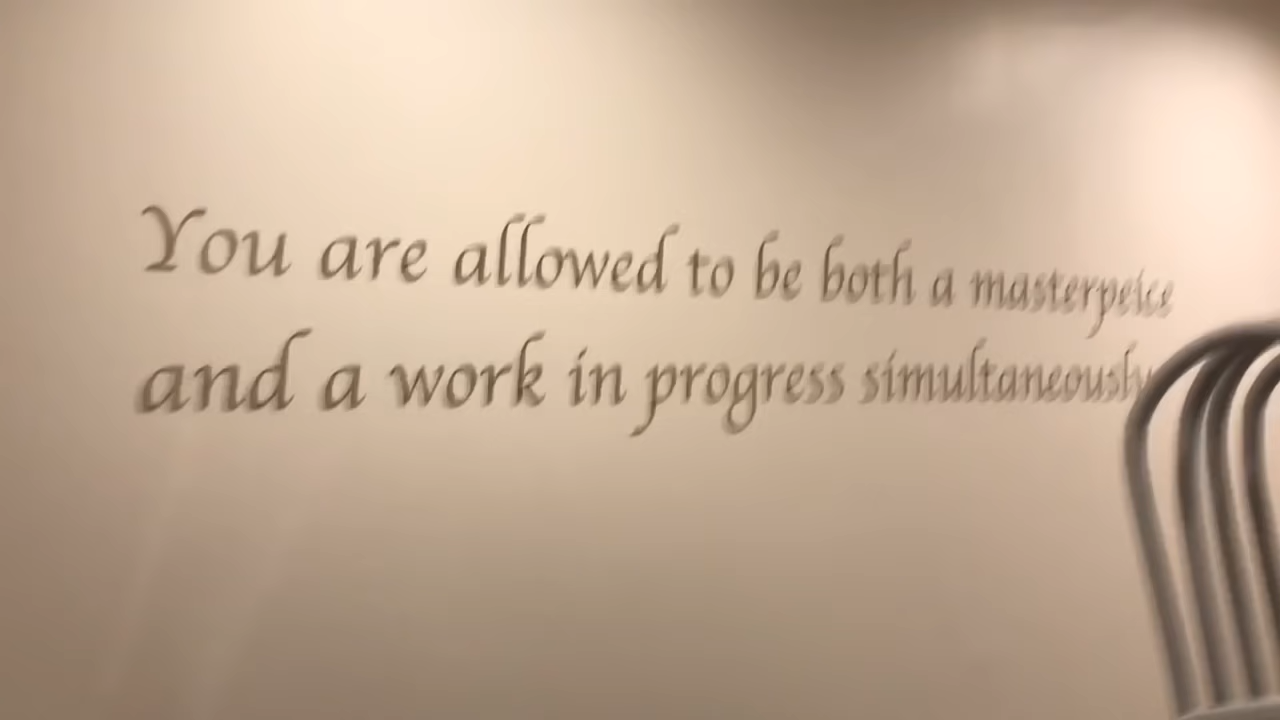 You are allowed to be both a masterpeice
and a work in progress simultaneously